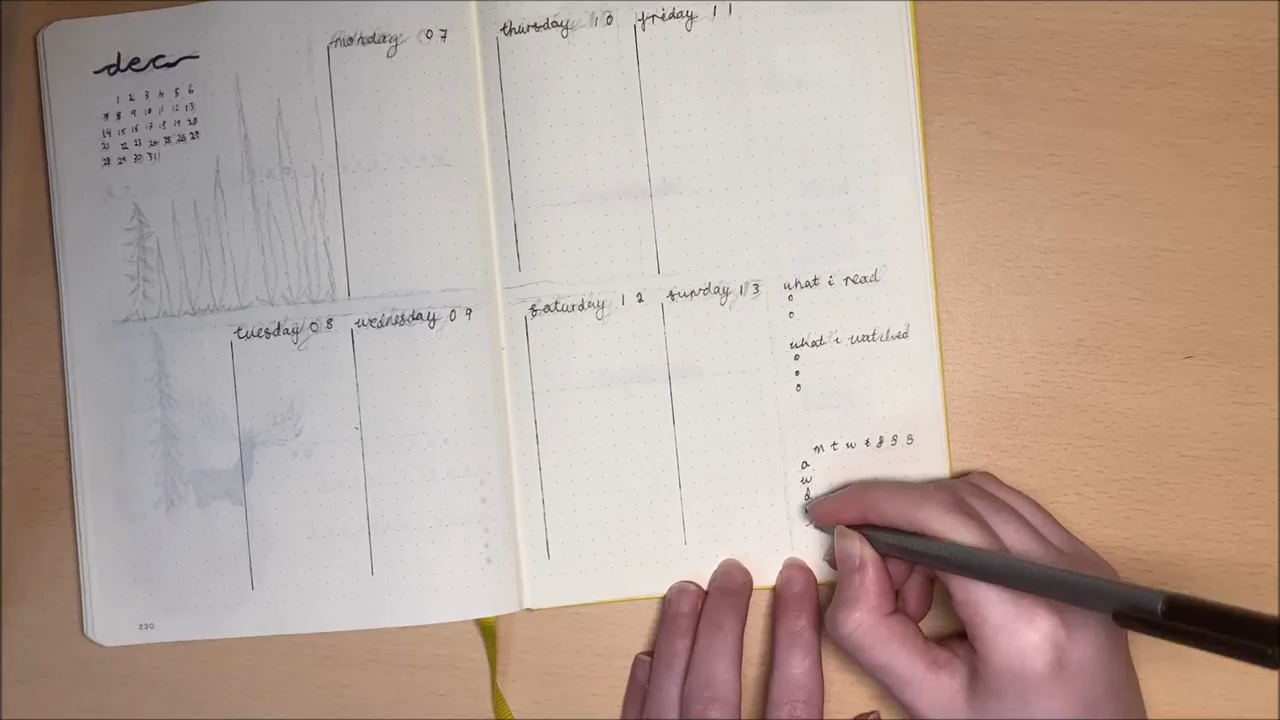 dec
1 2 3 4 5 6
7 8 9 10 11 12 13
14 15 16 17 18 19 20
21 22 23 24 25 26 27
28 29 30 31
monday 07
tuesday 08
wednesday 09
thursday 10
friday 11
saturday 12
sunday 13
what i read
what i watched
m t w t f s s
a
w
d
230